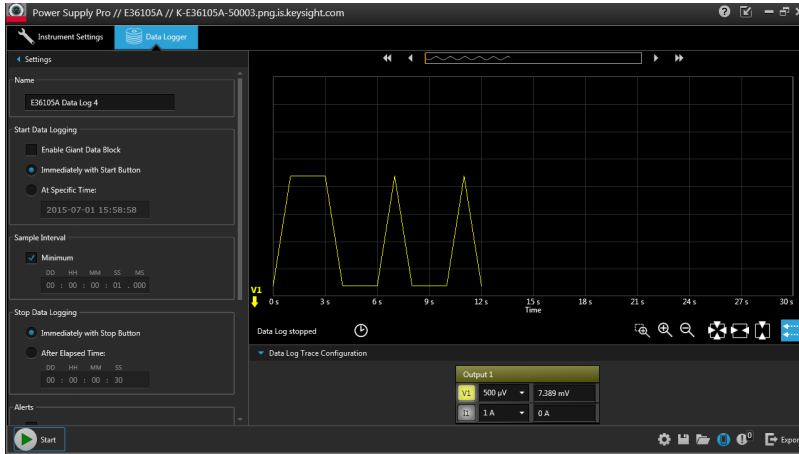 Power Supply Pro // E36105A // K-E36105A-50003.png.is.keysight.com
Instrument Settings
Data Logger
Settings
Name
E36105A Data Log 4
Start Data Logging
Enable Giant Data Block
Immediately with Start Button
At Specific Time:
2015-07-01 15:58:58
Sample Interval
Minimum
DD HH MM SS MS
00 : 00 : 00 : 01 . 000
Stop Data Logging
Immediately with Stop Button
After Elapsed Time:
DD HH MM SS
00 : 00 : 00 : 30
Alerts
Start
V1
0 s 3 s 6 s 9 s 12 s 15 s 18 s 21 s 24 s 27 s 30 s
Time
Data Log stopped
Data Log Trace Configuration
Output 1
V1 500 µV 7.389 mV
I1 1 A 0 A
0
Export